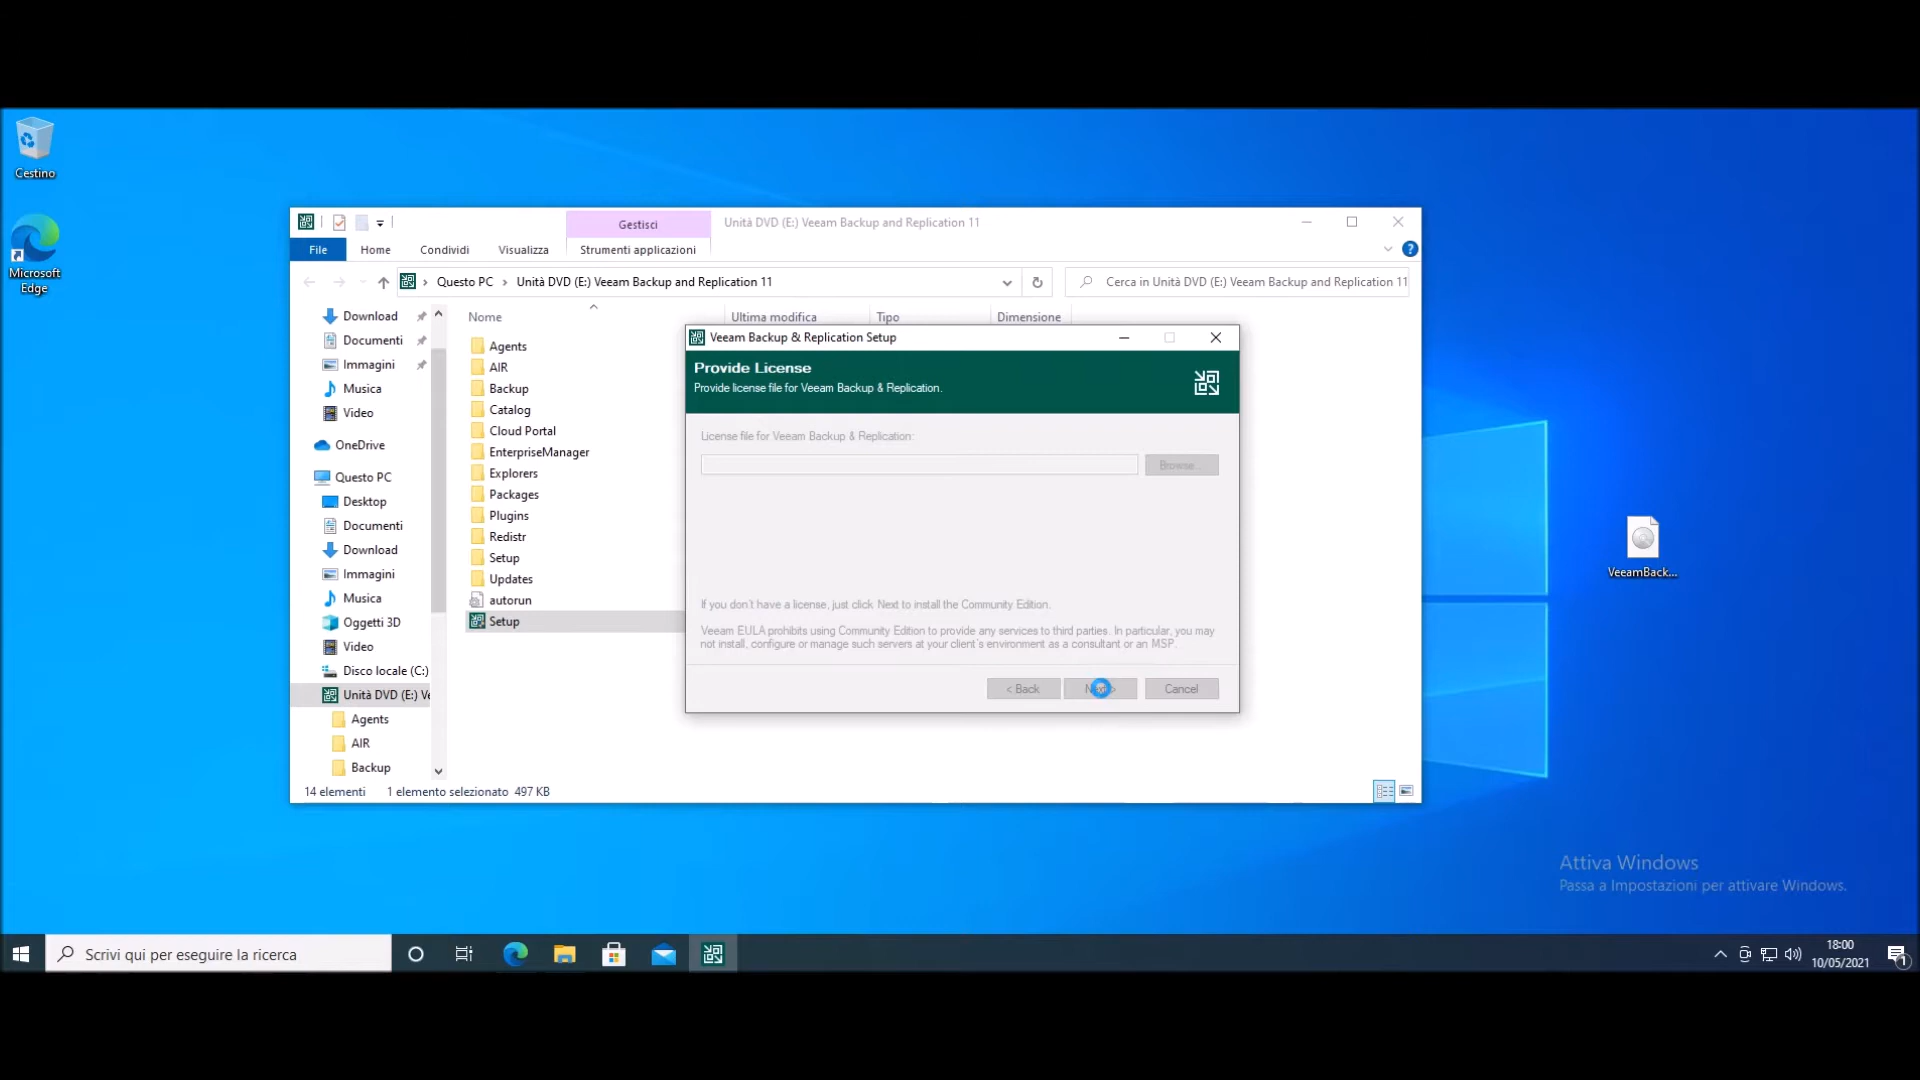 Cestino
Microsoft
Edge
Gestisci
Unità DVD (E:) Veeam Backup and Replication 11
File
Home
Condividi
Visualizza
Strumenti applicazioni
Questo PC
Unità DVD (E:) Veeam Backup and Replication 11
Cerca in Unità DVD (E:) Veeam Backup and Replication 11
Download
Documenti
Immagini
Musica
Video
OneDrive
Questo PC
Desktop
Documenti
Download
Immagini
Musica
Oggetti 3D
Video
Disco locale (C:)
Unità DVD (E:) Ve
Agents
AIR
Backup
Nome
Ultima modifica
Tipo
Dimensione
Agents
AIR
Backup
Catalog
Cloud Portal
EnterpriseManager
Explorers
Packages
Plugins
Redistr
Setup
Updates
autorun
Setup
14 elementi
1 elemento selezionato 497 KB
Veeam Backup & Replication Setup
Provide License
Provide license file for Veeam Backup & Replication.
License file for Veeam Backup & Replication:
Browse...
If you don't have a license, just click Next to install the Community Edition.
Veeam EULA prohibits using Community Edition to provide any services to third parties. In particular, you may
not install, configure or manage such servers at your client's environment as a consultant or an MSP.
< Back
Cancel
VeeamBack...
Attiva Windows
Passa a Impostazioni per attivare Windows.
Scrivi qui per eseguire la ricerca
18:00
10/05/2021
1